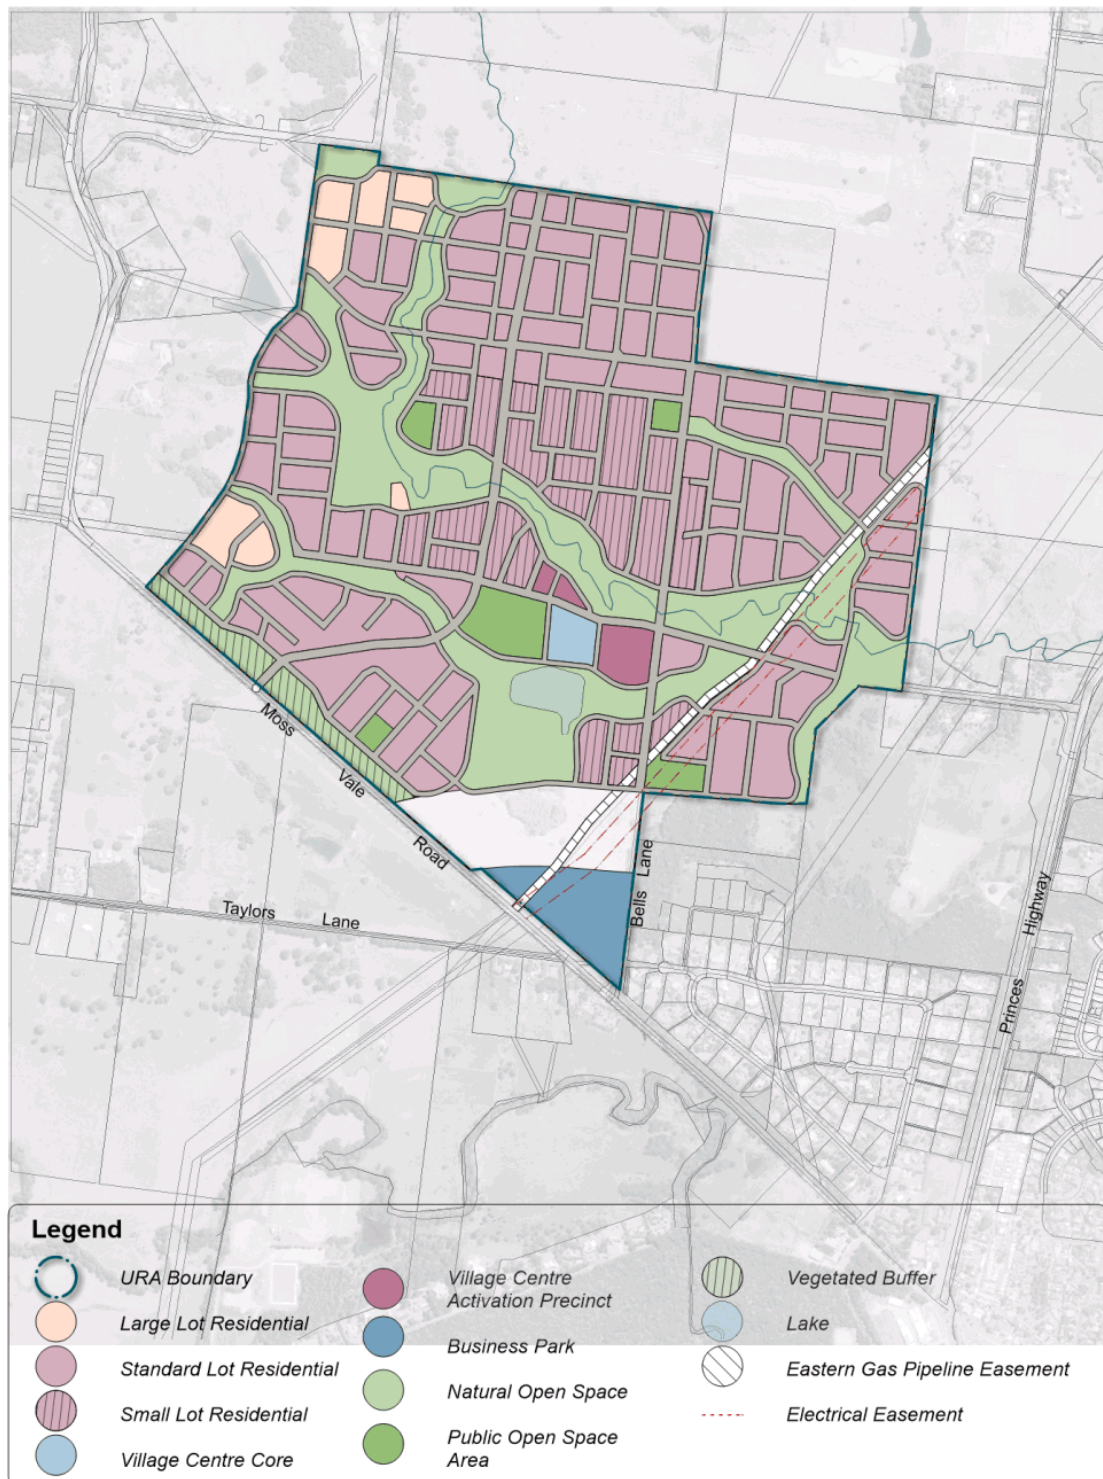 Moss
Vale
Road
Taylors Lane
Bells Lane
Princes Highway
Legend
URA Boundary
Large Lot Residential
Standard Lot Residential
Small Lot Residential
Village Centre Core
Village Centre
Activation Precinct
Business Park
Natural Open Space
Public Open Space
Area
Vegetated Buffer
Lake
Eastern Gas Pipeline Easement
Electrical Easement